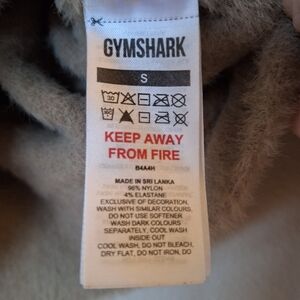 GYMSHARK
S
30
KEEP AWAY
FROM FIRE
B4A4H
MADE IN SRI LANKA
96% NYLON
4% ELASTANE
EXCLUSIVE OF DECORATION,
WASH WITH SIMILAR COLOURS,
DO NOT USE SOFTENER
WASH DARK COLOURS
SEPARATELY, COOL WASH
INSIDE OUT
COOL WASH, DO NOT BLEACH,
DRY FLAT, DO NOT IRON, DO